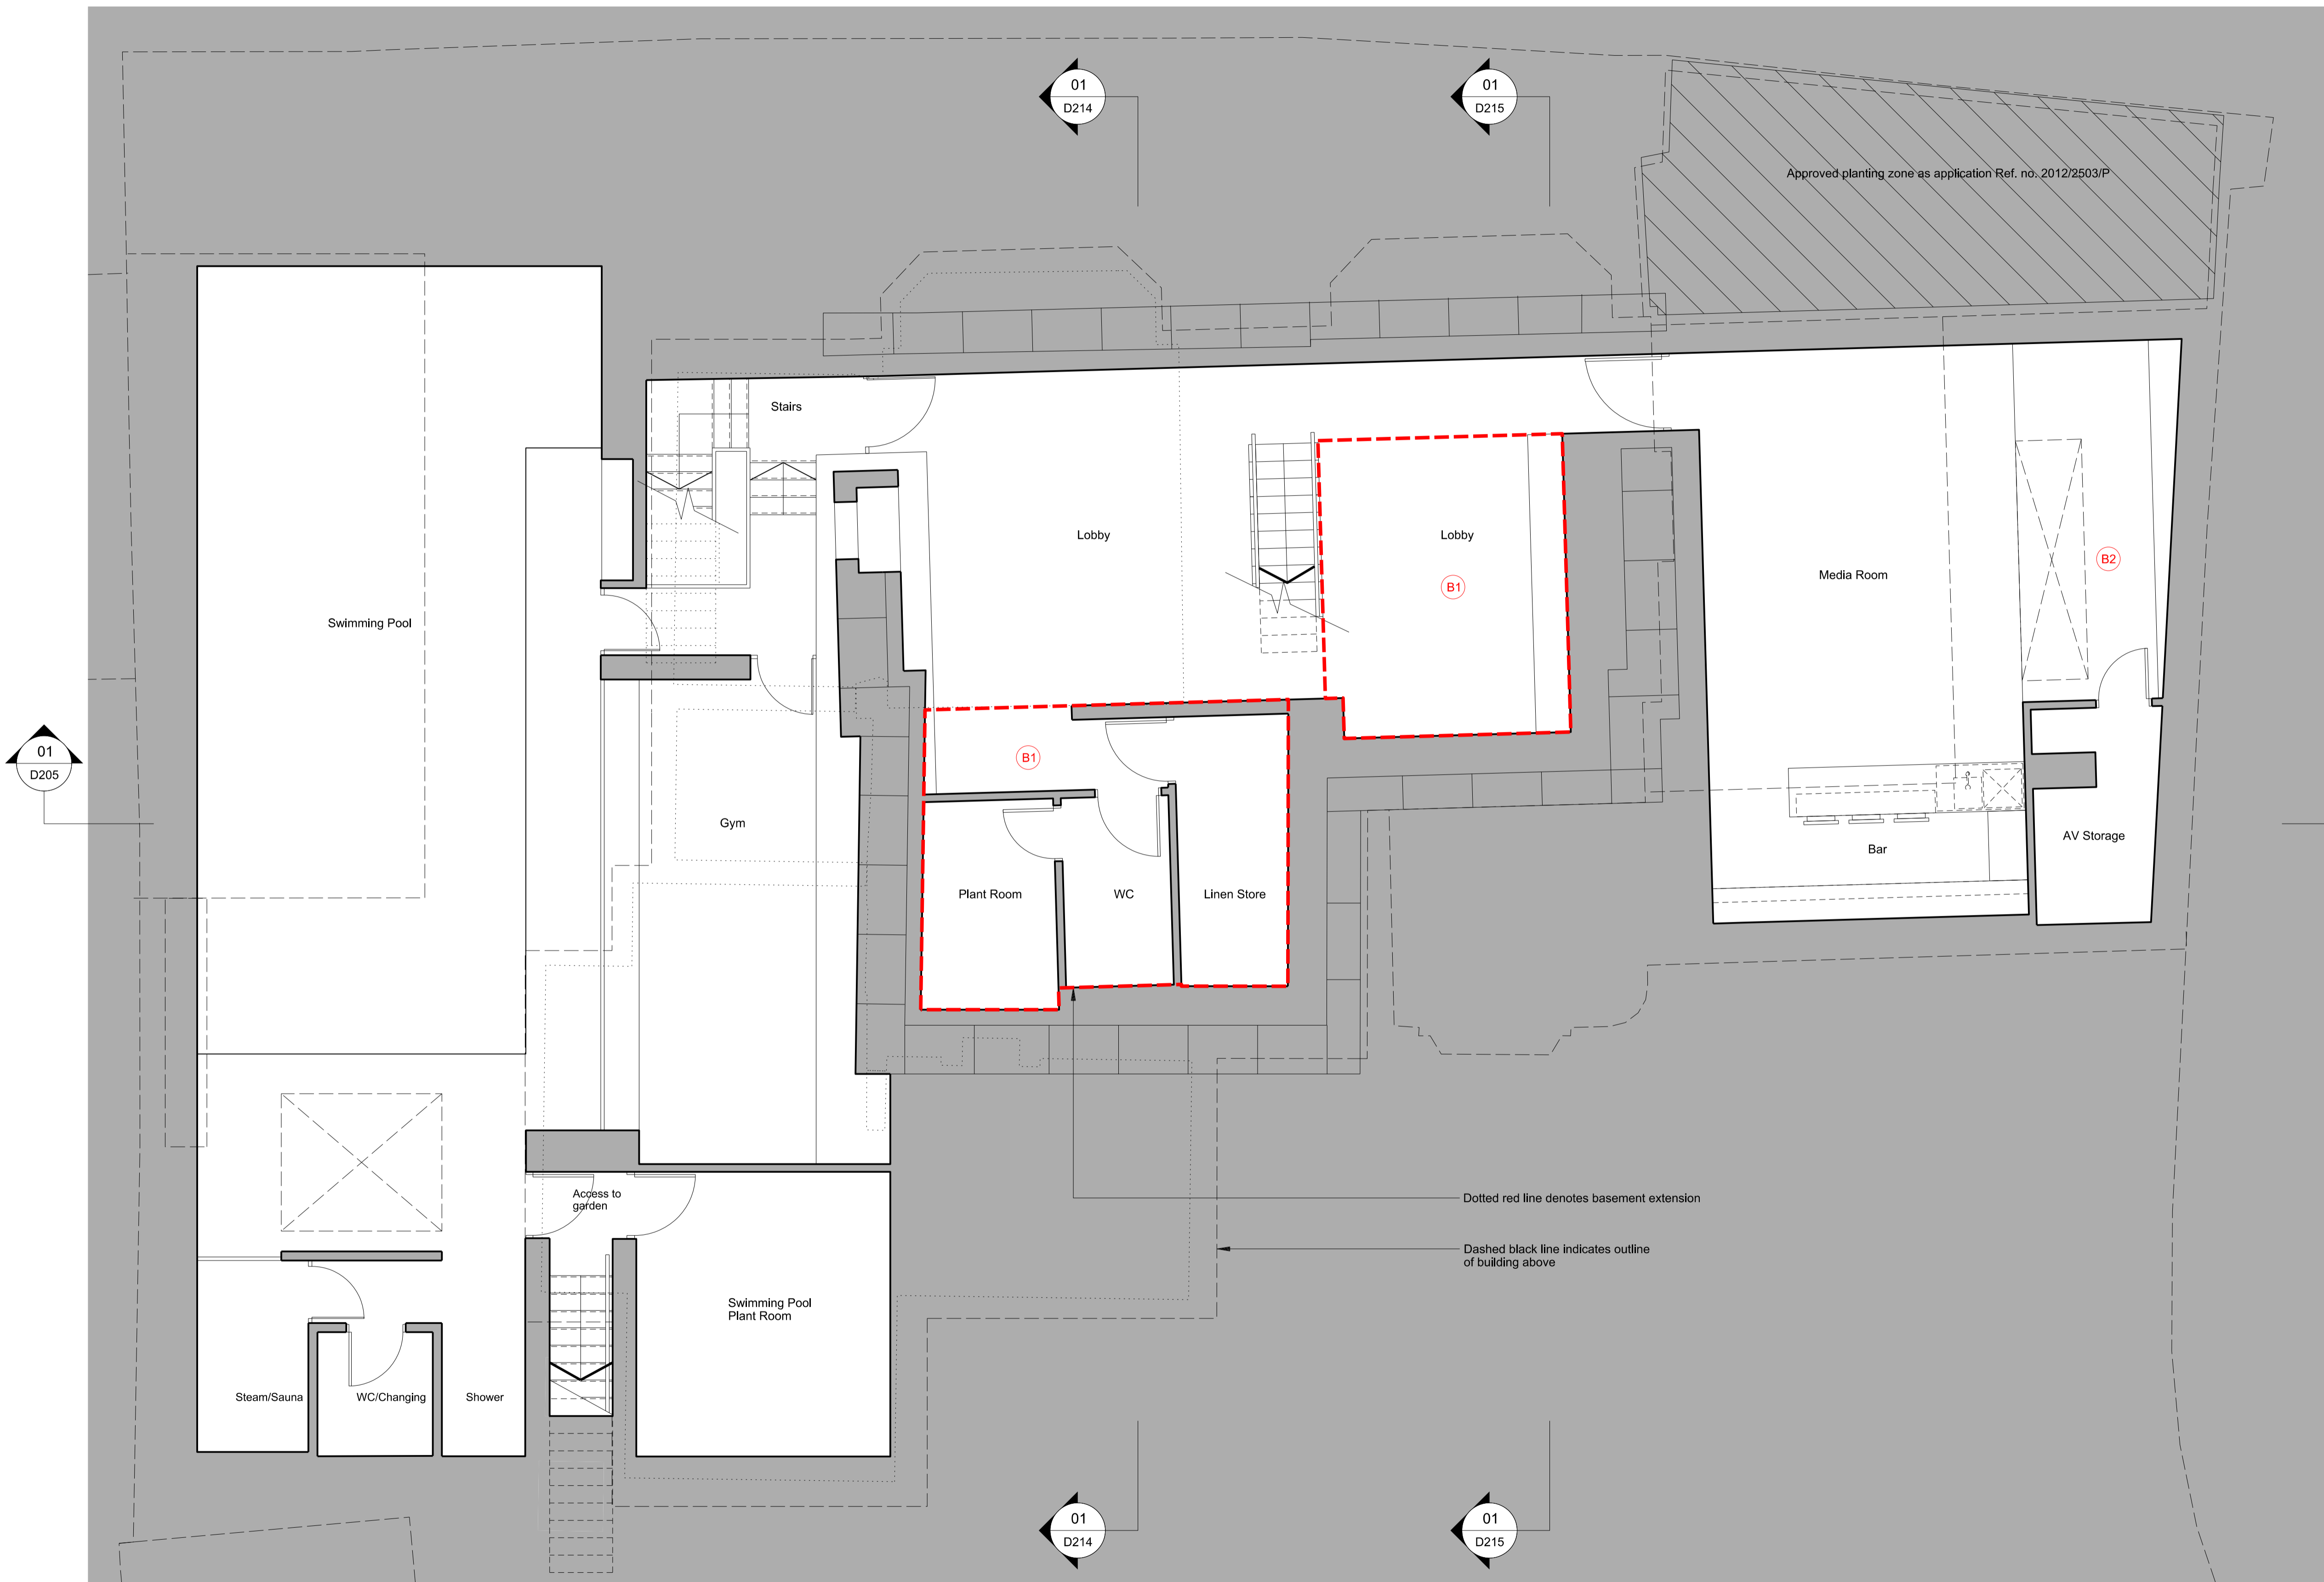 01
D214
01
D215
Approved planting zone as application Ref. no. 2012/2503/P
Stairs
Lobby
Lobby
B1
B2
Media Room
Swimming Pool
01
D205
B1
Gym
Bar
AV Storage
Plant Room
WC
Linen Store
Access to
garden
Dotted red line denotes basement extension
Dashed black line indicates outline
of building above
Swimming Pool
Plant Room
Steam/Sauna
WC/Changing
Shower
01
D214
01
D215